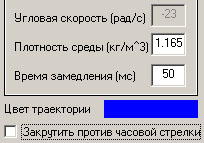 Угловая скорость (рад/с) -23
Плотность среды (кг/м^3) 1.165
Время замедления (мс) 50
Цвет траектории
Закрутить против часовой стрелки